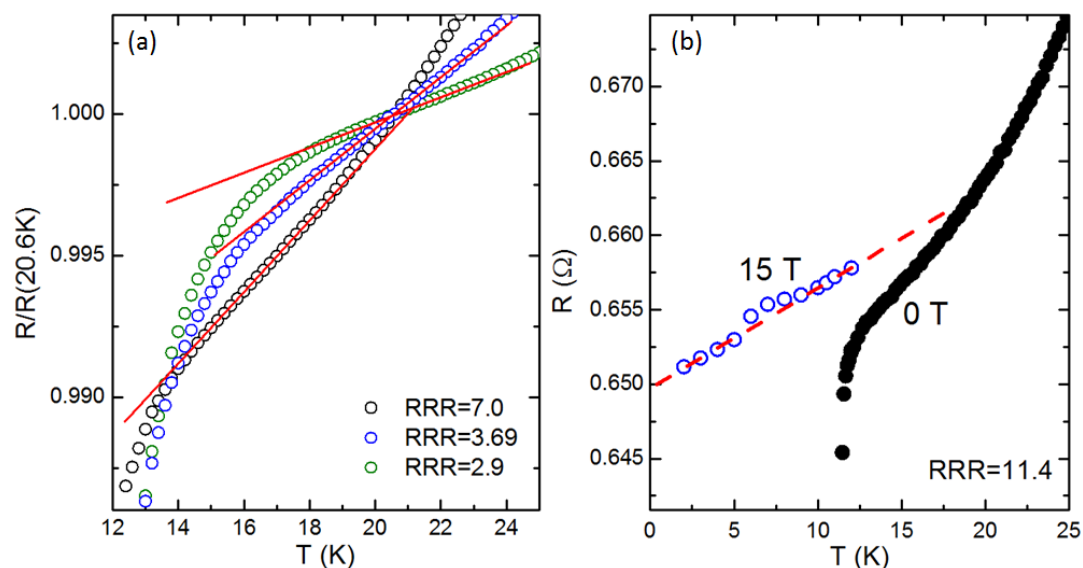 (a)
1.000
0.995
0.990
R/R(20.6K)
RRR=7.0
RRR=3.69
RRR=2.9
12 14 16 18 20 22 24
T (K)
(b)
0.670
0.665
0.660
0.655
0.650
0.645
R (Ω)
15 T
0 T
RRR=11.4
0 5 10 15 20 25
T (K)